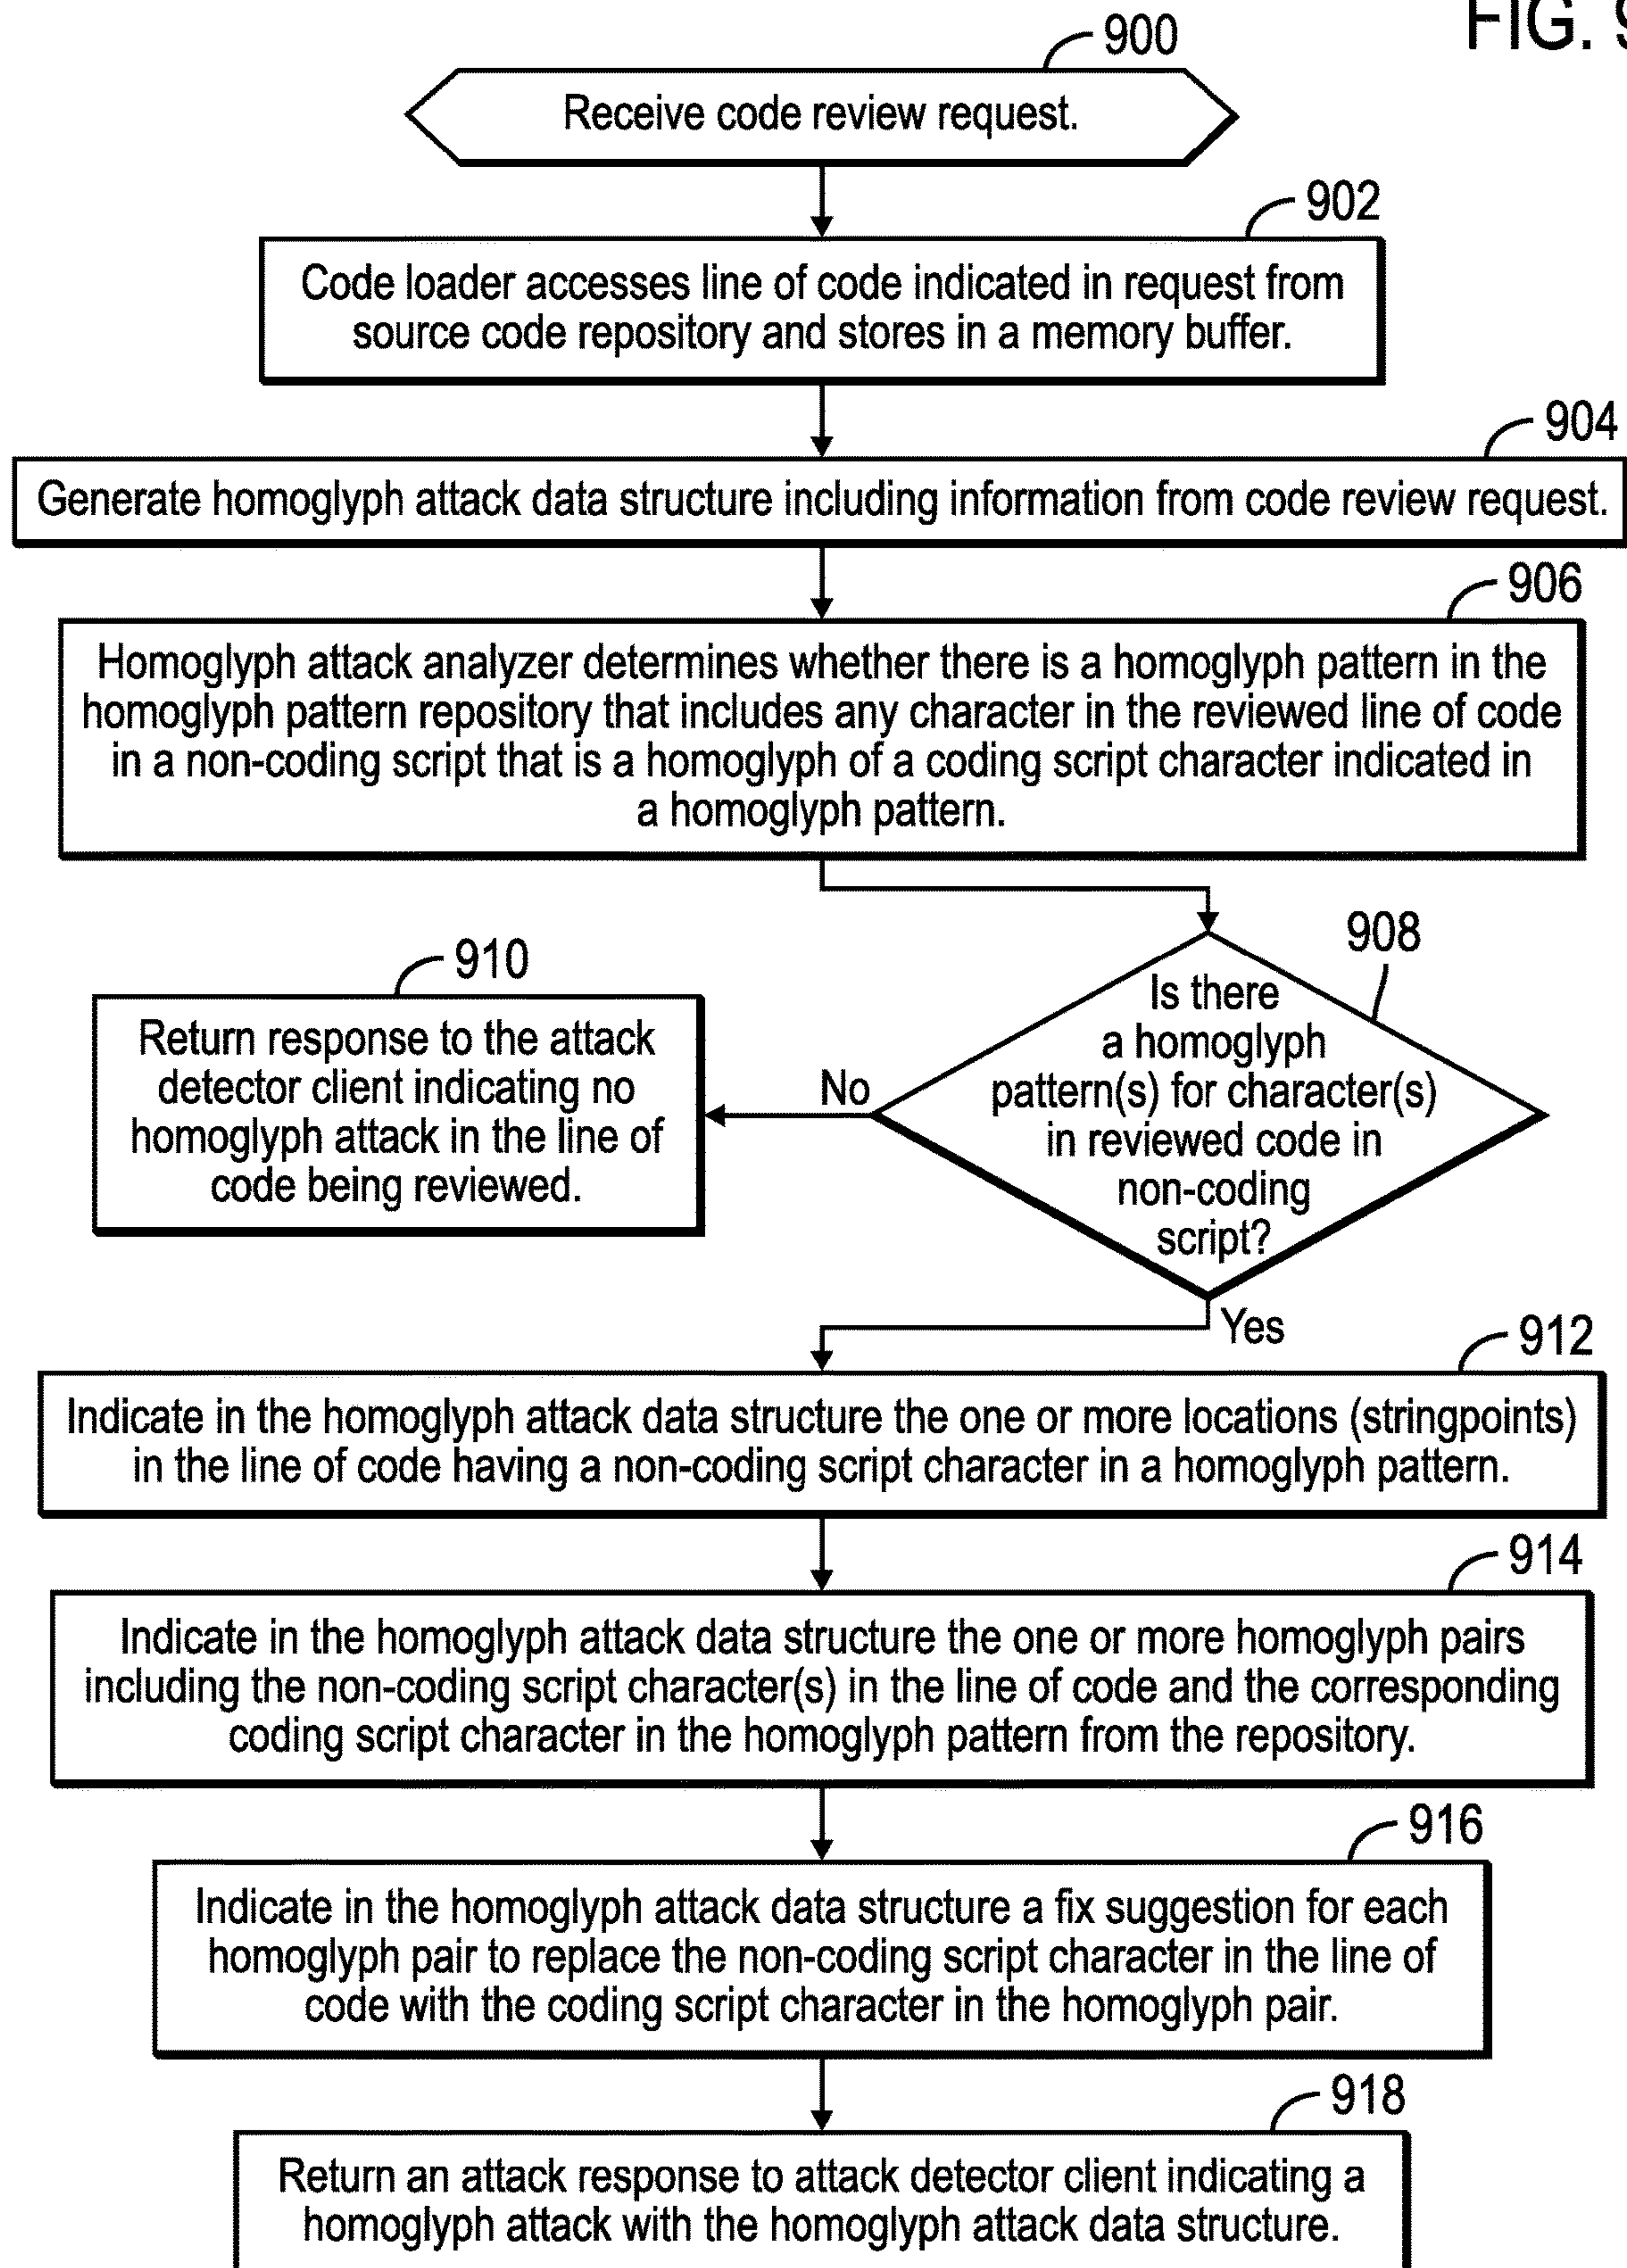 FIG. 9
900
Receive code review request.
902
Code loader accesses line of code indicated in request from
source code repository and stores in a memory buffer.
904
Generate homoglyph attack data structure including information from code review request.
906
Homoglyph attack analyzer determines whether there is a homoglyph pattern in the
homoglyph pattern repository that includes any character in the reviewed line of code
in a non-coding script that is a homoglyph of a coding script character indicated in
a homoglyph pattern.
908
Is there
a homoglyph
pattern(s) for character(s)
in reviewed code in
non-coding
script?
No
910
Return response to the attack
detector client indicating no
homoglyph attack in the line of
code being reviewed.
Yes
912
Indicate in the homoglyph attack data structure the one or more locations (stringpoints)
in the line of code having a non-coding script character in a homoglyph pattern.
914
Indicate in the homoglyph attack data structure the one or more homoglyph pairs
including the non-coding script character(s) in the line of code and the corresponding
coding script character in the homoglyph pattern from the repository.
916
Indicate in the homoglyph attack data structure a fix suggestion for each
homoglyph pair to replace the non-coding script character in the line of
code with the coding script character in the homoglyph pair.
918
Return an attack response to attack detector client indicating a
homoglyph attack with the homoglyph attack data structure.